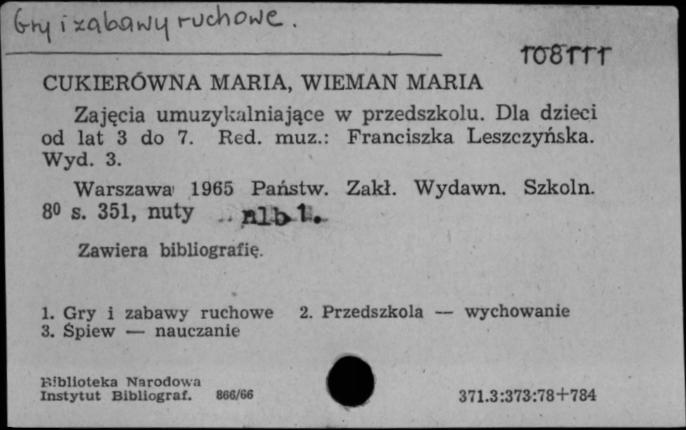 Gry i zabawy ruchowe.
108111
CUKIERÓWNA MARIA, WIEMAN MARIA
Zajęcia umuzykalniające w przedszkolu. Dla dzieci
od lat 3 do 7. Red. muz.: Franciszka Leszczyńska.
Wyd. 3.
Warszawa 1965 Państw. Zakł. Wydawn. Szkoln.
8⁰ s. 351, nuty
Zawiera bibliografię.
1. Gry i zabawy ruchowe 2. Przedszkola — wychowanie
3. Śpiew — nauczanie
Biblioteka Narodowa
Instytut Bibliograf. 866/66 371.3:373:78+784